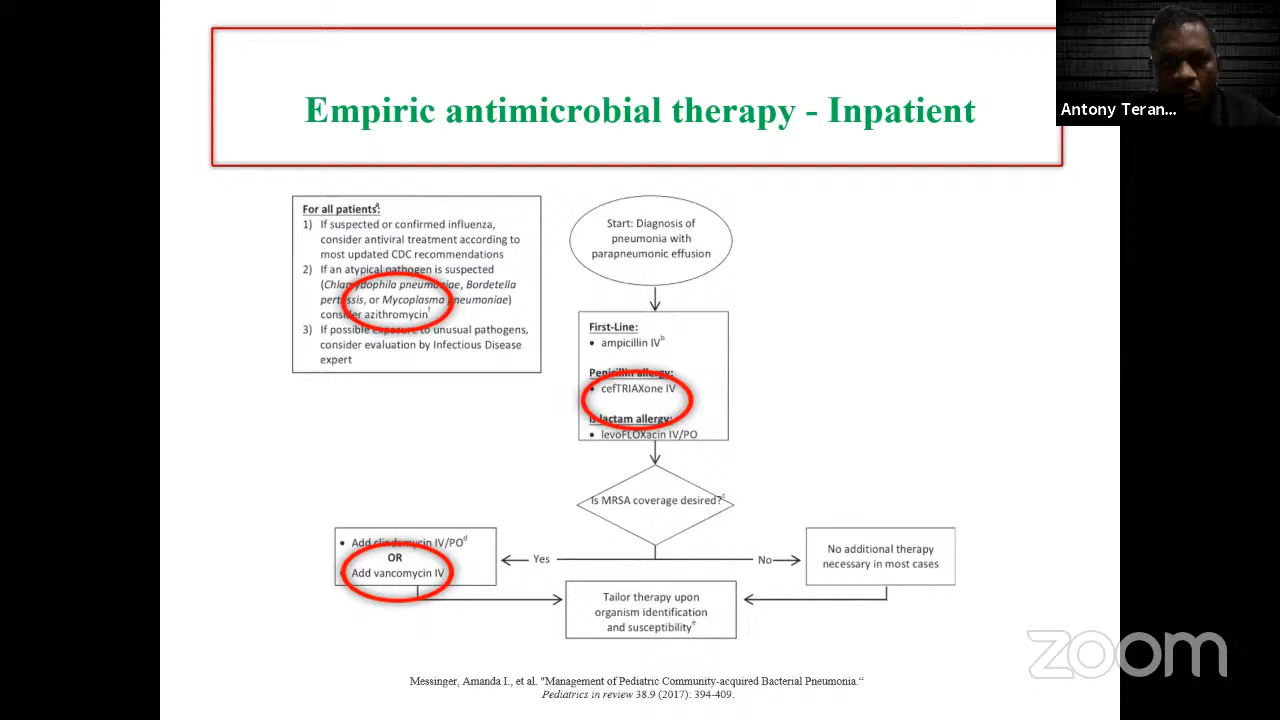 Empiric antimicrobial therapy - Inpatient
Antony Teran...
For all patientsa:
1) If suspected or confirmed influenza,
consider antiviral treatment according to
most updated CDC recommendations
2) If an atypical pathogen is suspected
(Chlamydophila pneumoniae, Bordetella
pertussis, or Mycoplasma pneumoniae)
consider azithromycinf
3) If possible exposure to unusual pathogens,
consider evaluation by Infectious Disease
expert
Start: Diagnosis of
pneumonia with
parapneumonic effusion
First-Line:
• ampicillin IVb
Penicillin allergy:
• cefTRIAXone IV
lactam allergy:
• levoFLOXacin IV/PO
Is MRSA coverage desired?c
Yes
No
• Add clindamycin IV/POd
OR
Add vancomycin IV
No additional therapy
necessary in most cases
Tailor therapy upon
organism identification
and susceptibilitye
zoom
Messinger, Amanda I., et al. "Management of Pediatric Community-acquired Bacterial Pneumonia.“
Pediatrics in review 38.9 (2017): 394-409.